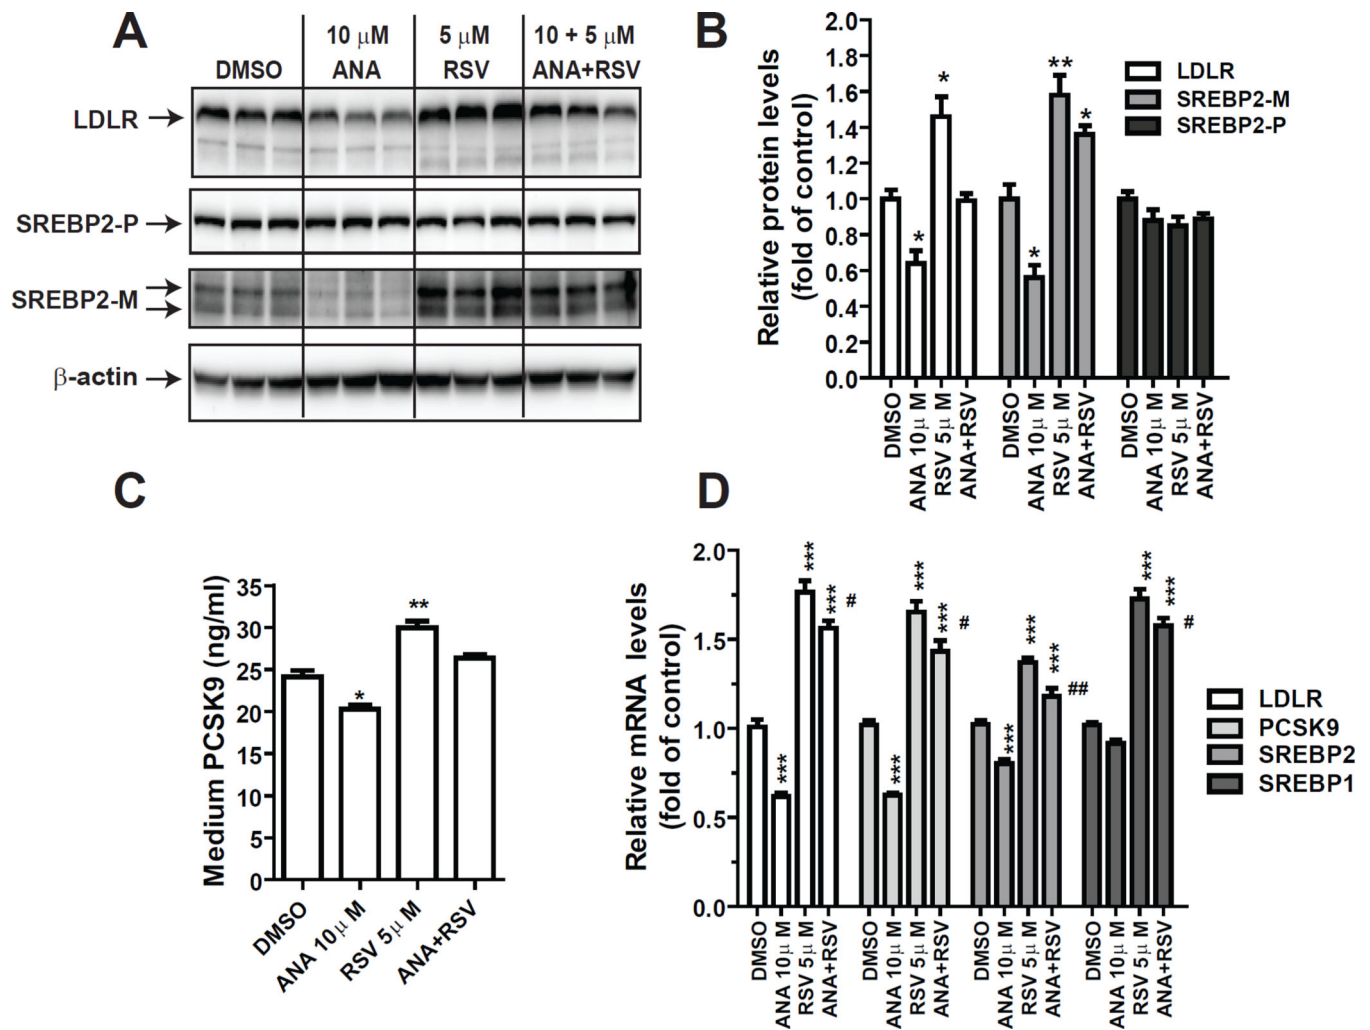 A
10 μM
5 μM
10 + 5 μM
DMSO
ANA
RSV
ANA+RSV
LDLR
SREBP2-P
SREBP2-M
β-actin
B
Relative protein levels
(fold of control)
2.0
1.8
1.6
1.4
1.2
1.0
0.8
0.6
0.4
0.2
0.0
*
*
*
**
*
LDLR
SREBP2-M
SREBP2-P
DMSO
ANA 10μ M
RSV 5μ M
ANA+RSV
DMSO
ANA 10μ M
RSV 5μ M
ANA+RSV
DMSO
ANA 10μ M
RSV 5μ M
ANA+RSV
C
Medium PCSK9 (ng/ml)
35
30
25
20
15
10
5
0
*
**
DMSO
ANA 10μ M
RSV 5μ M
ANA+RSV
D
Relative mRNA levels
(fold of control)
2.0
1.5
1.0
0.5
0.0
***
***
***
#
***
***
***
#
***
***
***
##
***
***
#
LDLR
PCSK9
SREBP2
SREBP1
DMSO
ANA 10μ M
RSV 5μ M
ANA+RSV
DMSO
ANA 10μ M
RSV 5μ M
ANA+RSV
DMSO
ANA 10μ M
RSV 5μ M
ANA+RSV
DMSO
ANA 10μ M
RSV 5μ M
ANA+RSV